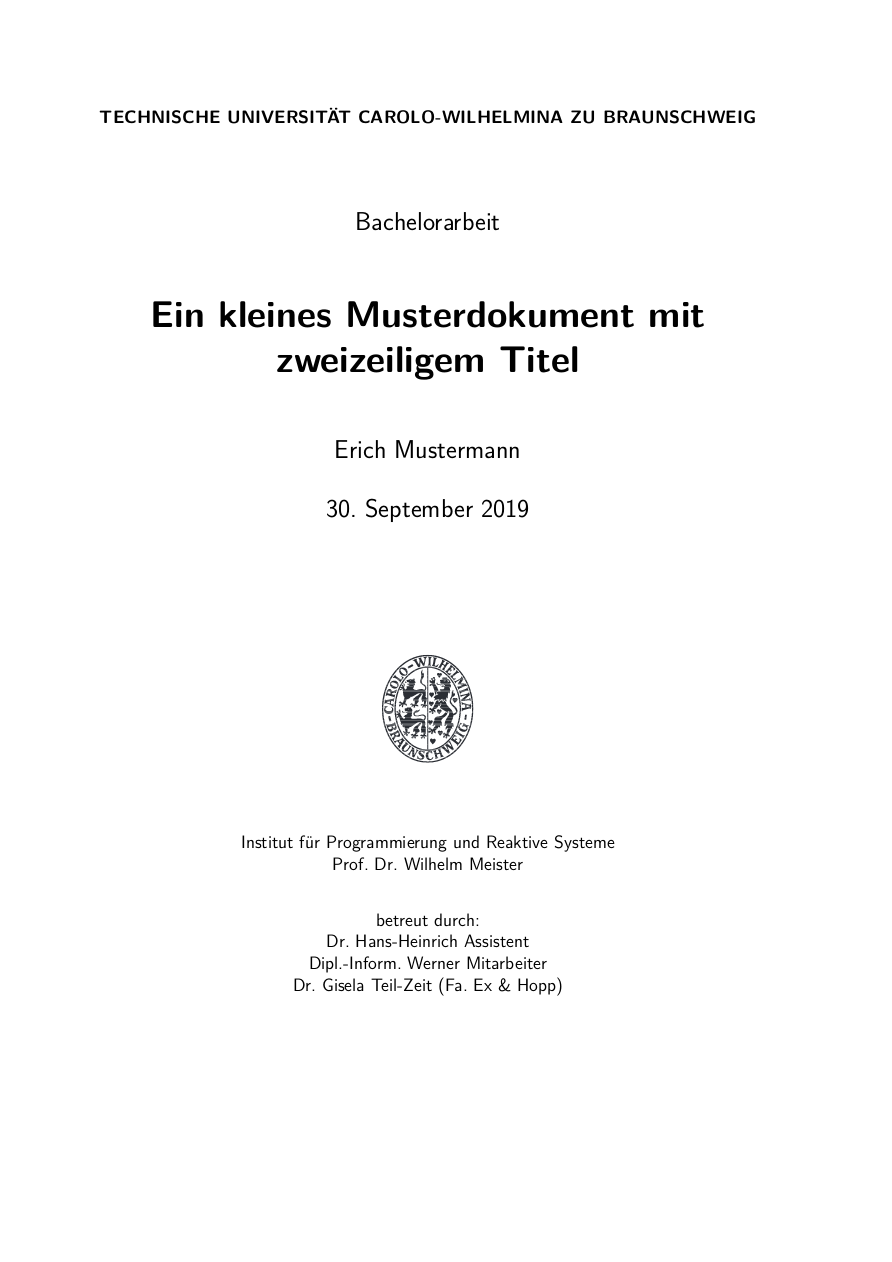 TECHNISCHE UNIVERSITÄT CAROLO-WILHELMINA ZU BRAUNSCHWEIG
Bachelorarbeit
Ein kleines Musterdokument mit
zweizeiligem Titel
Erich Mustermann
30. September 2019
-CAROLO-WILHELMINA-
BRAUNSCHWEIG
Institut für Programmierung und Reaktive Systeme
Prof. Dr. Wilhelm Meister
betreut durch:
Dr. Hans-Heinrich Assistent
Dipl.-Inform. Werner Mitarbeiter
Dr. Gisela Teil-Zeit (Fa. Ex & Hopp)